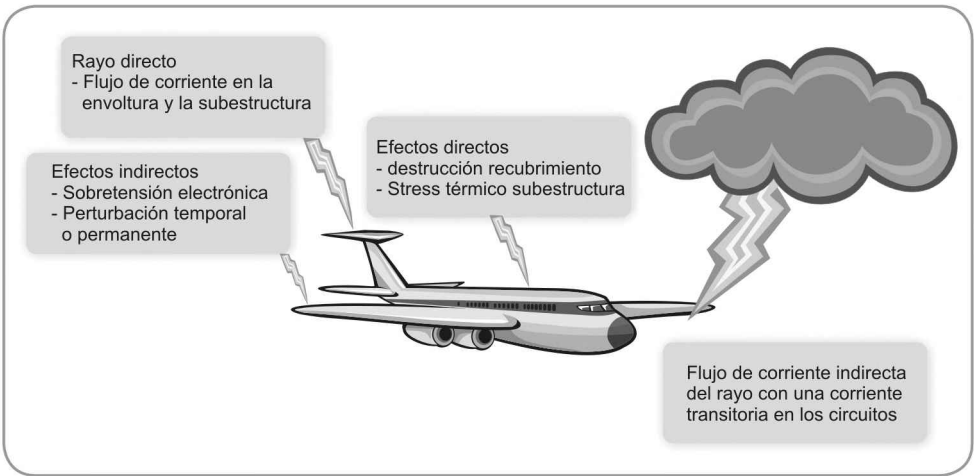 Rayo directo
- Flujo de corriente en la
envoltura y la subestructura
Efectos indirectos
- Sobretensión electrónica
- Perturbación temporal
o permanente
Efectos directos
- destrucción recubrimiento
- Stress térmico subestructura
Flujo de corriente indirecta
del rayo con una corriente
transitoria en los circuitos